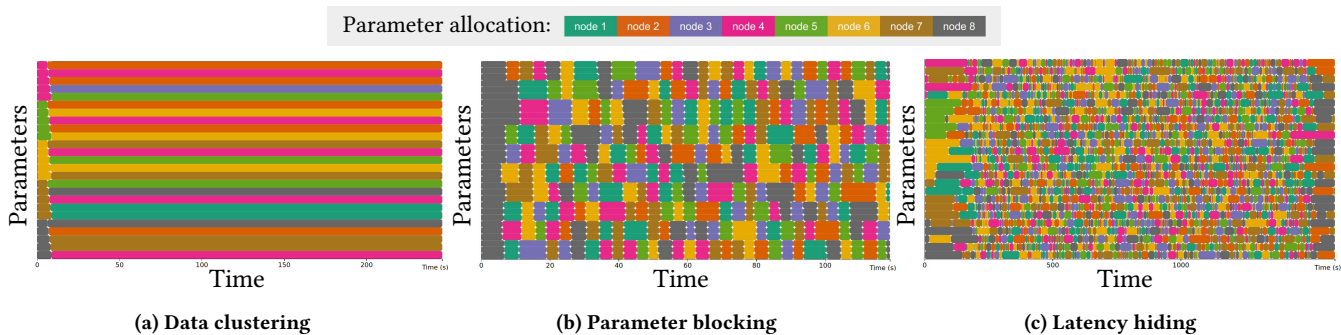 Parameter allocation: node 1 node 2 node 3 node 4 node 5 node 6 node 7 node 8
Parameters
Parameters
Parameters
0 50 100 150 200 Time (s)
0 20 40 60 80 100 Time (s)
0 500 1000 Time (s)
Time
Time
Time
(a) Data clustering
(b) Parameter blocking
(c) Latency hiding